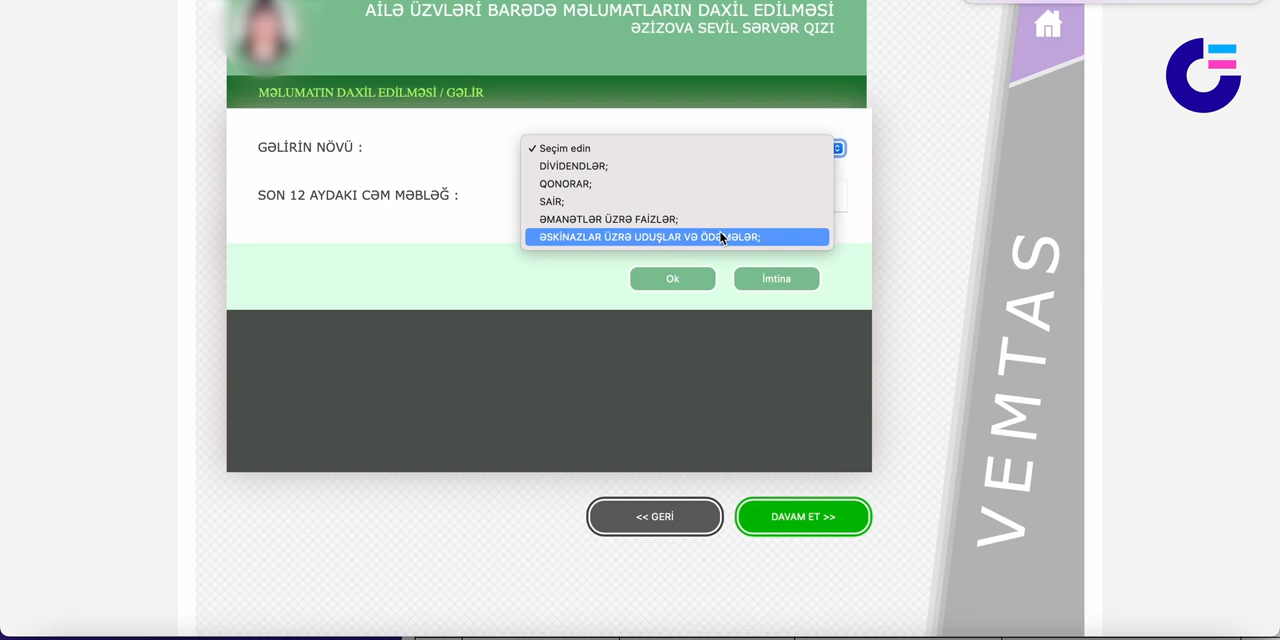 AİLƏ ÜZVLƏRİ BARƏDƏ MƏLUMATLARIN DAXİL EDİLMƏSİ
ƏZİZOVA SEVİL SƏRVƏR QIZI
MƏLUMATIN DAXİL EDİLMƏSİ / GƏLİR
GƏLİRİN NÖVÜ :
✓ Seçim edin
DİVİDENDLƏR;
QONORAR;
SAİR;
ƏMANƏTLƏR ÜZRƏ FAİZLƏR;
ƏSKİNAZLAR ÜZRƏ UDUŞLAR VƏ ÖDƏMƏLƏR;
SON 12 AYDAKI CƏM MƏBLƏĞ :
Ok
İmtina
<< GERİ
DAVAM ET >>
VEMTAS